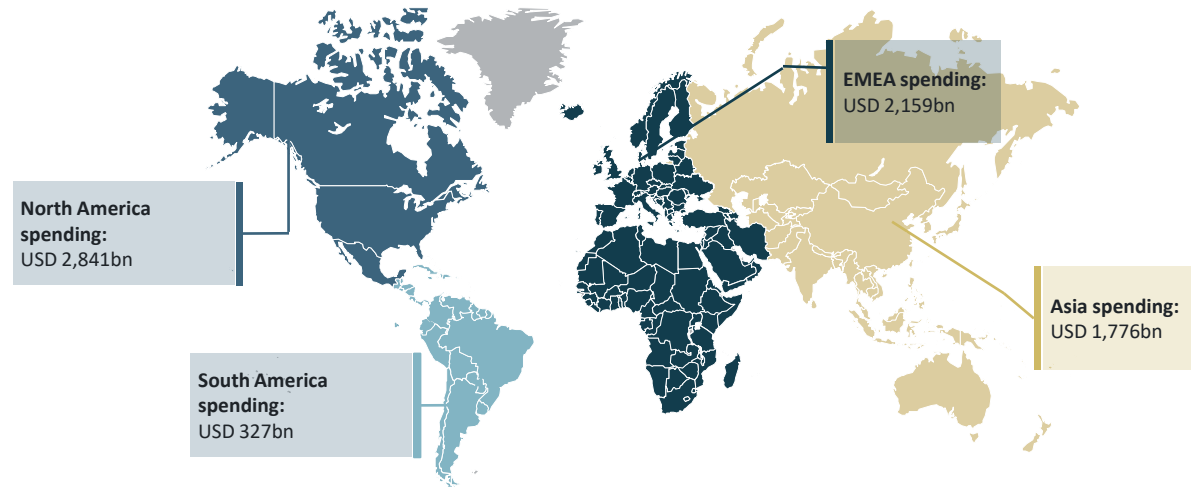 EMEA spending:
USD 2,159bn
North America
spending:
USD 2,841bn
Asia spending:
USD 1,776bn
South America
spending:
USD 327bn